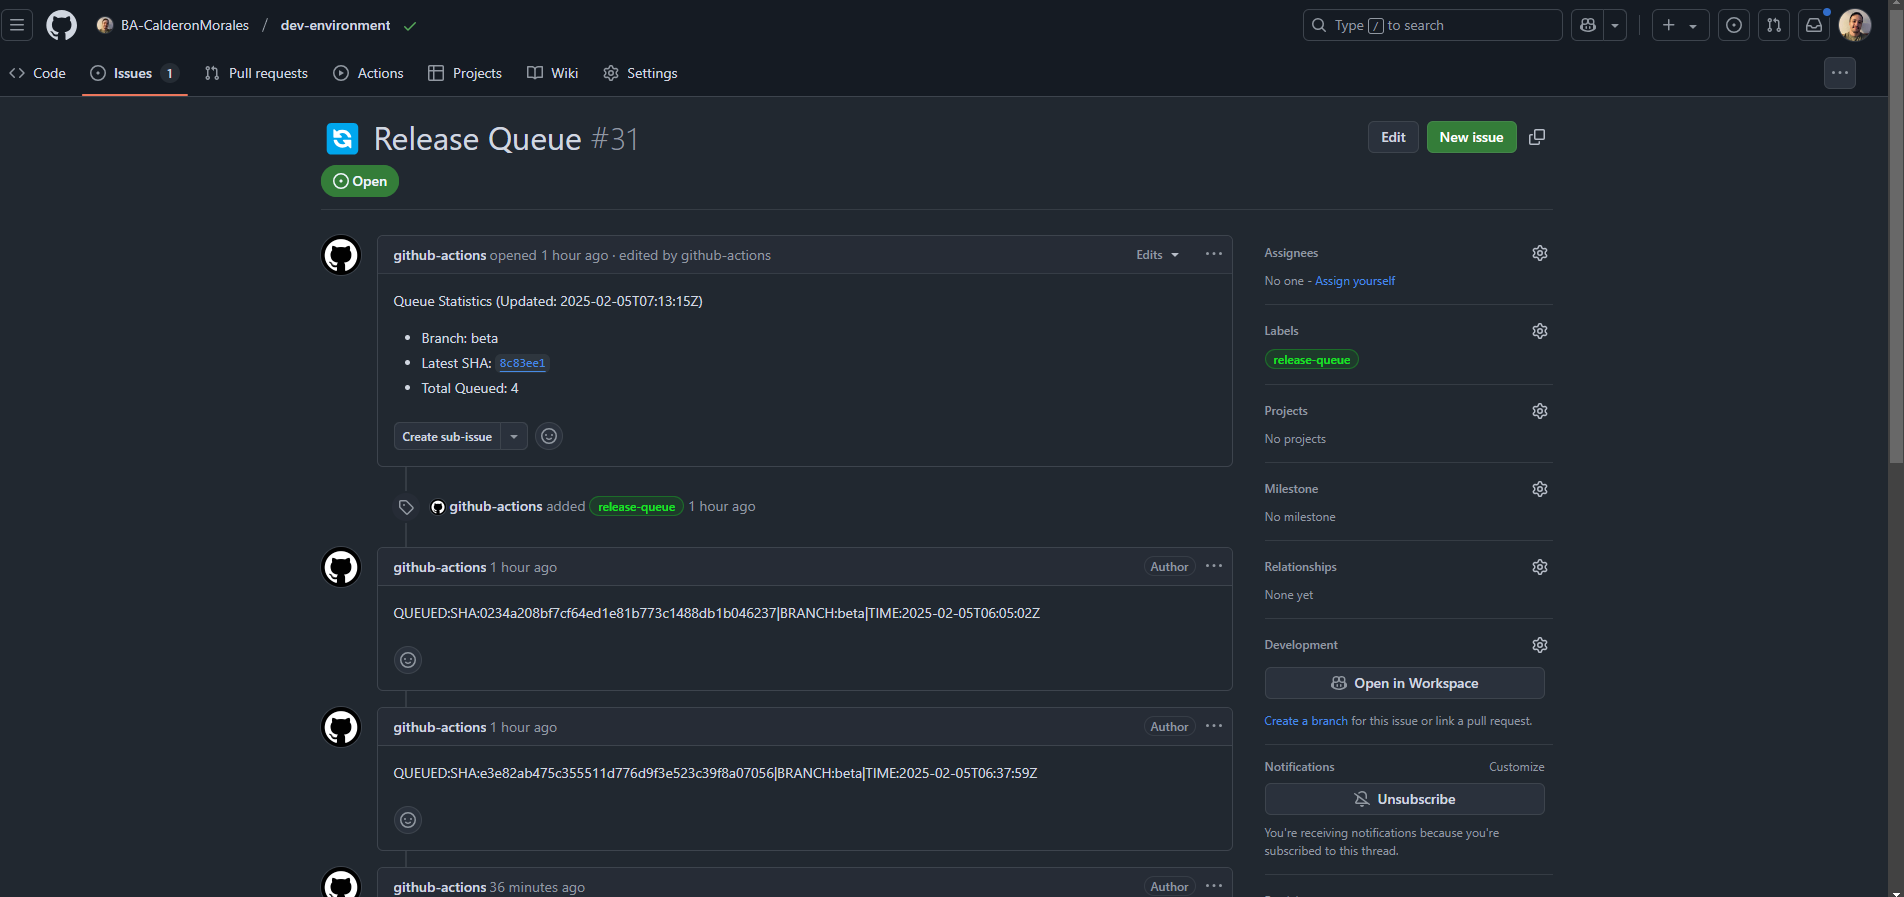 BA-CalderonMorales / dev-environment
Type / to search
Code
Issues 1
Pull requests
Actions
Projects
Wiki
Settings
Release Queue #31
Edit
New issue
Open
github-actions opened 1 hour ago · edited by github-actions
Edits
Queue Statistics (Updated: 2025-02-05T07:13:15Z)
Branch: beta
Latest SHA: 8c83ee1
Total Queued: 4
Create sub-issue
github-actions added release-queue 1 hour ago
github-actions 1 hour ago
Author
QUEUED:SHA:0234a208bf7cf64ed1e81b773c1488db1b046237|BRANCH:beta|TIME:2025-02-05T06:05:02Z
github-actions 1 hour ago
Author
QUEUED:SHA:e3e82ab475c355511d776d9f3e523c39f8a07056|BRANCH:beta|TIME:2025-02-05T06:37:59Z
github-actions 36 minutes ago
Author
Assignees
No one - Assign yourself
Labels
release-queue
Projects
No projects
Milestone
No milestone
Relationships
None yet
Development
Open in Workspace
Create a branch for this issue or link a pull request.
Notifications
Customize
Unsubscribe
You're receiving notifications because you're
subscribed to this thread.